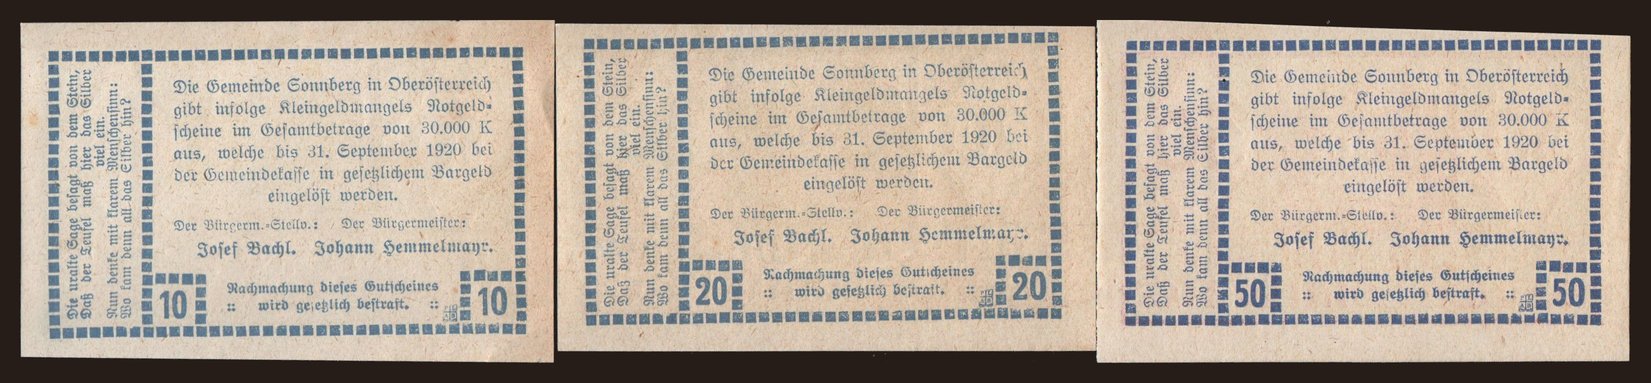 Die uralte Sage besagt von dem Stein,
Daß der Teufel maß hier das Silber
viel ein.
Nun denke mit klarem Menschensinn:
Wo kam denn all das Silber hin?
Die Gemeinde Sonnberg in Oberösterreich
gibt infolge Kleingeldmangels Notgeld-
scheine im Gesamtbetrage von 30.000 K
aus, welche bis 31. September 1920 bei
der Gemeindekasse in gesetzlichem Bargeld
eingelöst werden.
Der Bürgerm.-Stellv.: Der Bürgermeister:
Josef Bachl. Johann Hemmelmayr.
10 Nachmachung dieses Gutscheines 10
:: wird gesetzlich bestraft. ::
Die uralte Sage besagt von dem Stein,
Daß der Teufel maß hier das Silber
viel ein.
Nun denke mit klarem Menschensinn:
Wo kam denn all das Silber hin?
Die Gemeinde Sonnberg in Oberösterreich
gibt infolge Kleingeldmangels Notgeld-
scheine im Gesamtbetrage von 30.000 K
aus, welche bis 31. September 1920 bei
der Gemeindekasse in gesetzlichem Bargeld
eingelöst werden.
Der Bürgerm.-Stellv.: Der Bürgermeister:
Josef Bachl. Johann Hemmelmayr.
20 Nachmachung dieses Gutscheines 20
:: wird gesetzlich bestraft. ::
Die uralte Sage besagt von dem Stein,
Daß der Teufel maß hier das Silber
viel ein.
Nun denke mit klarem Menschensinn:
Wo kam denn all das Silber hin?
Die Gemeinde Sonnberg in Oberösterreich
gibt infolge Kleingeldmangels Notgeld-
scheine im Gesamtbetrage von 30.000 K
aus, welche bis 31. September 1920 bei
der Gemeindekasse in gesetzlichem Bargeld
eingelöst werden.
Der Bürgerm.-Stellv.: Der Bürgermeister:
Josef Bachl. Johann Hemmelmayr.
50 Nachmachung dieses Gutscheines 50
:: wird gesetzlich bestraft. ::